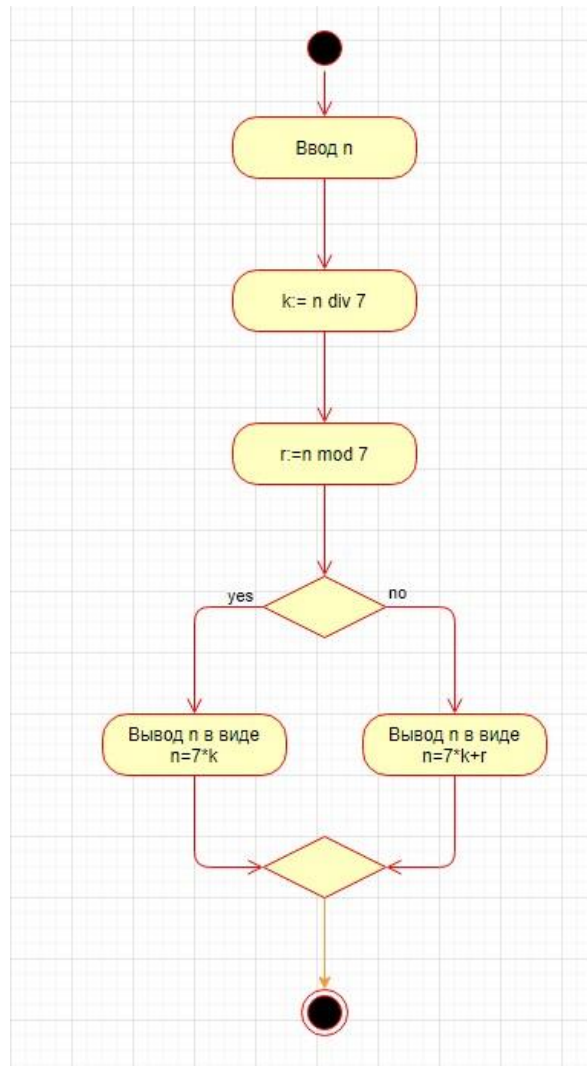 Ввод n
k:= n div 7
r:=n mod 7
yes
no
Вывод n в виде
n=7*k
Вывод n в виде
n=7*k+r